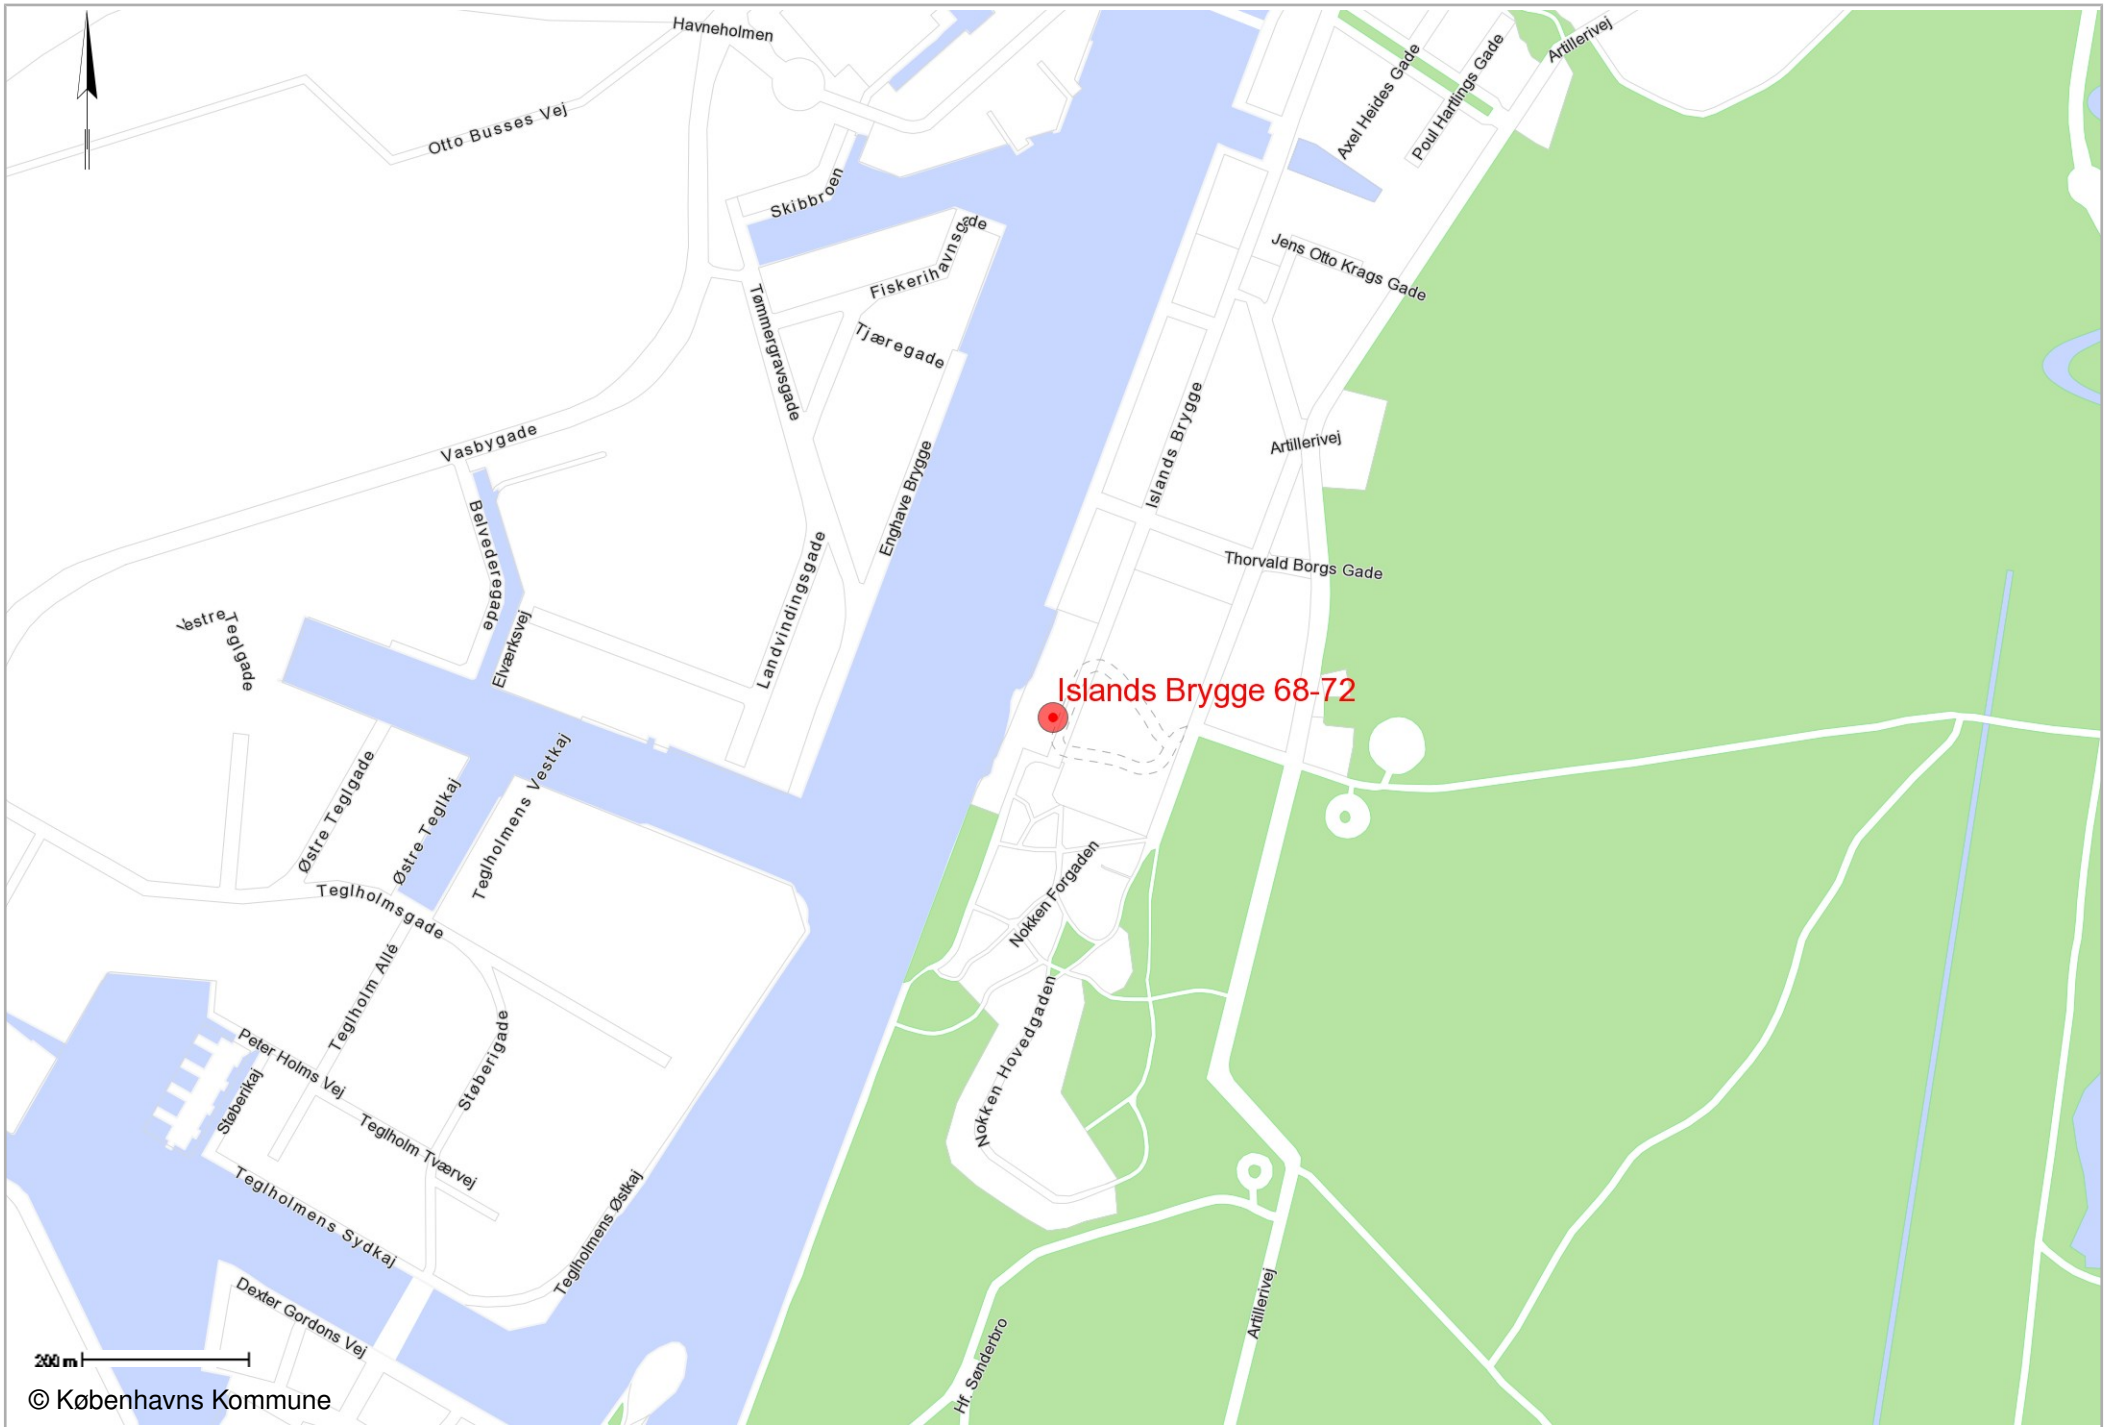 Havneholmen
Artillerivej
Axel Heides Gade
Poul Hartlings Gade
Otto Busses Vej
Skibbroen
Fiskerihavnsgade
Jens Otto Krags Gade
Tømmergravsgade
Tjæregade
Islands Brygge
Artillerivej
Vasbygade
Enghave Brygge
Belvederegade
Landvindingsgade
Thorvald Borgs Gade
Vestre Teglgade
Elværksvej
Islands Brygge 68-72
Østre Teglgade
Østre Teglkaj
Teglholmens Vestkaj
Teglholmsgade
Nokken Forgaden
Teglholm Allé
Nokken Hovedgaden
Peter Holms Vej
Støberigade
Støberikaj
Teglholm Tværvej
Teglholmens Sydkaj
Teglholmens Østkaj
Dexter Gordons Vej
Artillerivej
Hf. Sønderbro
200 m
© Københavns Kommune